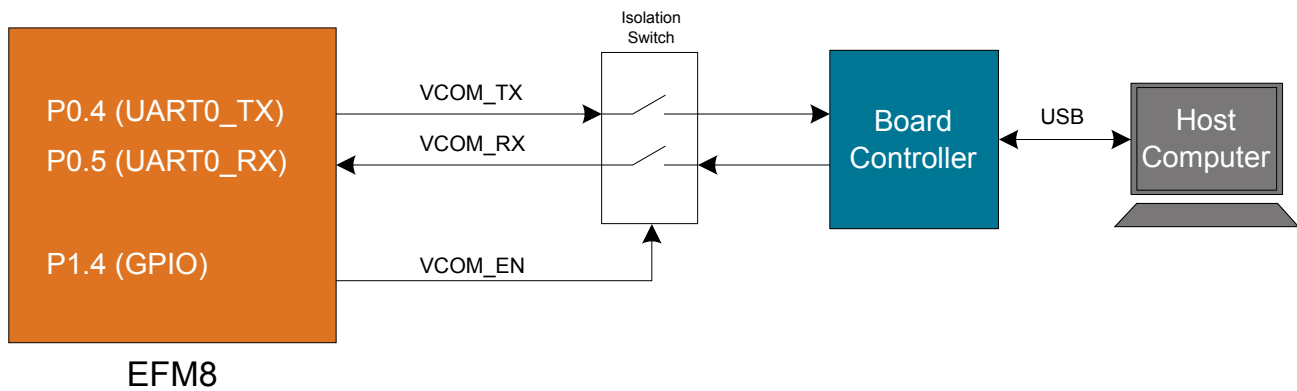 Isolation
Switch
P0.4 (UART0_TX)
P0.5 (UART0_RX)
P1.4 (GPIO)
VCOM_TX
VCOM_RX
VCOM_EN
Board
Controller
USB
Host
Computer
EFM8